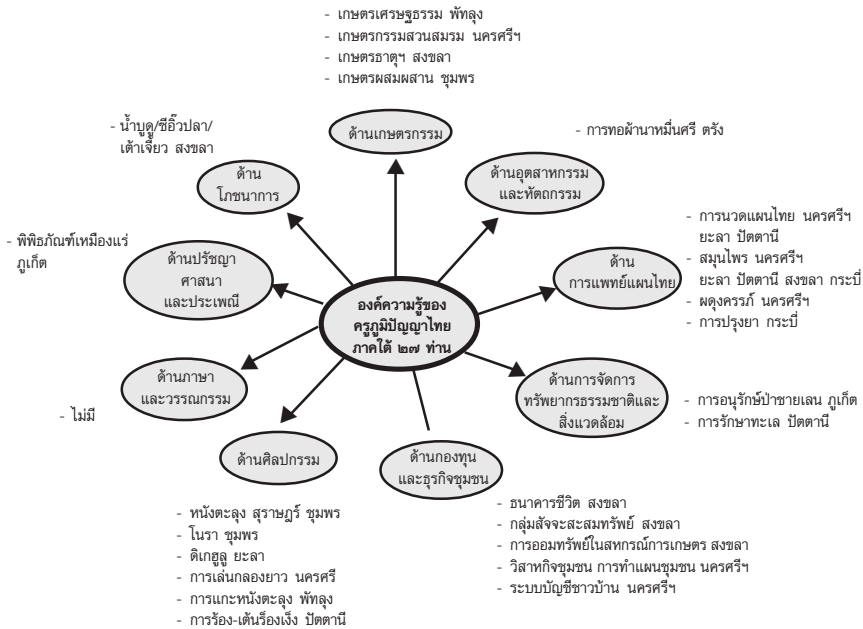 - เกษตรเศรษฐธรรม พัทลุง
- เกษตรกรรมสวนสมรม นครศรีฯ
- เกษตรธาตุฯ สงขลา
- เกษตรผสมผสาน ชุมพร
ด้านเกษตรกรรม
- น้ำบูดู/ซีอิ๊วปลา/
เต้าเจี้ยว สงขลา
ด้าน
โภชนาการ
- การทอผ้านาหมื่นศรี ตรัง
ด้านอุตสาหกรรม
และหัตถกรรม
- พิพิธภัณฑ์เหมืองแร่
ภูเก็ต
ด้านปรัชญา
ศาสนา
และประเพณี
- การนวดแผนไทย นครศรีฯ
ยะลา ปัตตานี
- สมุนไพร นครศรีฯ
ยะลา ปัตตานี สงขลา กระบี่
- ผดุงครรภ์ นครศรีฯ
- การปรุงยา กระบี่
ด้าน
การแพทย์แผนไทย
องค์ความรู้ของ
ครูภูมิปัญญาไทย
ภาคใต้ ๒๗ ท่าน
ด้านภาษา
และวรรณกรรม
- ไม่มี
ด้านการจัดการ
ทรัพยากรธรรมชาติและ
สิ่งแวดล้อม
- การอนุรักษ์ป่าชายเลน ภูเก็ต
- การรักษาทะเล ปัตตานี
ด้านศิลปกรรม
- หนังตะลุง สุราษฎร์ ชุมพร
- โนรา ชุมพร
- ดิเกฮูลู ยะลา
- การเล่นกลองยาว นครศรี
- การแกะหนังตะลุง พัทลุง
- การร้อง-เต้นร็องเง็ง ปัตตานี
ด้านกองทุน
และธุรกิจชุมชน
- ธนาคารชีวิต สงขลา
- กลุ่มสัจจะสะสมทรัพย์ สงขลา
- การออมทรัพย์ในสหกรณ์การเกษตร สงขลา
- วิสาหกิจชุมชน การทำแผนชุมชน นครศรีฯ
- ระบบบัญชีชาวบ้าน นครศรีฯ